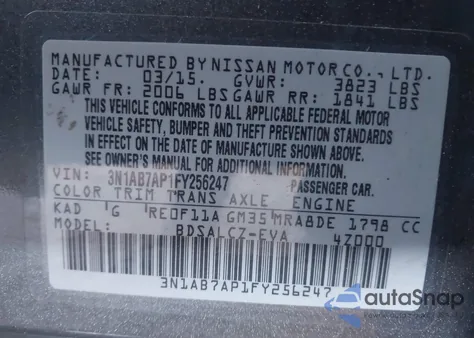 MANUFACTURED BY NISSAN MOTOR CO., LTD.
DATE: 03/15. GVWR: 3823 LBS
GAWR FR: 2006 LBS GAWR RR: 1841 LBS
THIS VEHICLE CONFORMS TO ALL APPLICABLE FEDERAL MOTOR
VEHICLE SAFETY, BUMPER AND THEFT PREVENTION STANDARDS
IN EFFECT ON THE DATE OF MANUFACTURE SHOWN ABOVE.
SEE OWNER'S MANUAL FOR ADDITIONAL INFORMATION
VIN: 3N1AB7AP1FY256247 PASSENGER CAR.
COLOR TRIM TRANS AXLE ENGINE
KAD G RE0F11A GM35 MRA8DE 1798 CC
BDSALCZ-EVA 4Z000
3N1AB7AP1FY256247
autoSnap